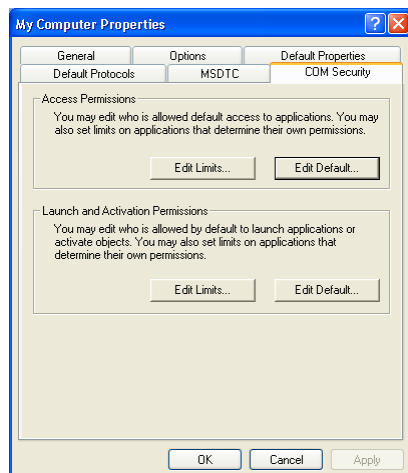 My Computer Properties
General Options Default Properties
Default Protocols MSDTC COM Security
Access Permissions
You may edit who is allowed default access to applications. You may
also set limits on applications that determine their own permissions.
Edit Limits... Edit Default...
Launch and Activation Permissions
You may edit who is allowed by default to launch applications or
activate objects. You may also set limits on applications that
determine their own permissions.
Edit Limits... Edit Default...
OK Cancel Apply